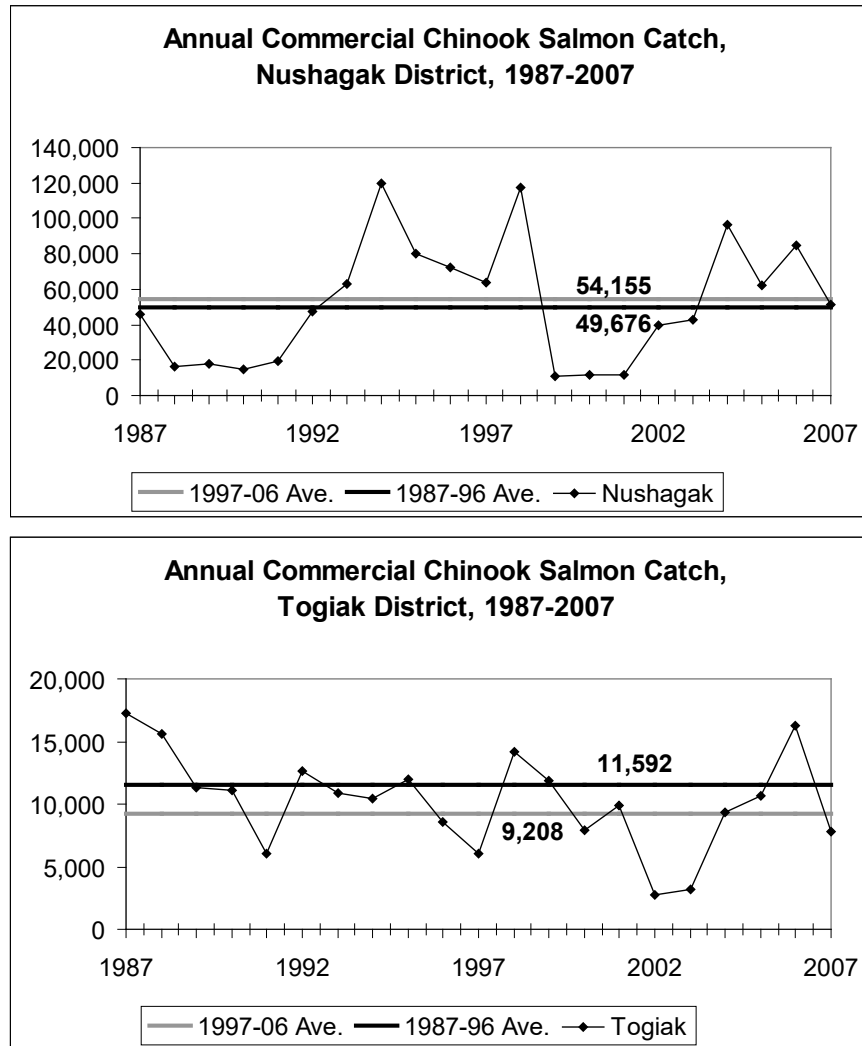 Annual Commercial Chinook Salmon Catch,
Nushagak District, 1987-2007
140,000
120,000
100,000
80,000
60,000
40,000
20,000
0
54,155
49,676
1987 1992 1997 2002 2007
1997-06 Ave. 1987-96 Ave. Nushagak
Annual Commercial Chinook Salmon Catch,
Togiak District, 1987-2007
20,000
15,000
10,000
5,000
0
11,592
9,208
1987 1992 1997 2002 2007
1997-06 Ave. 1987-96 Ave. Togiak